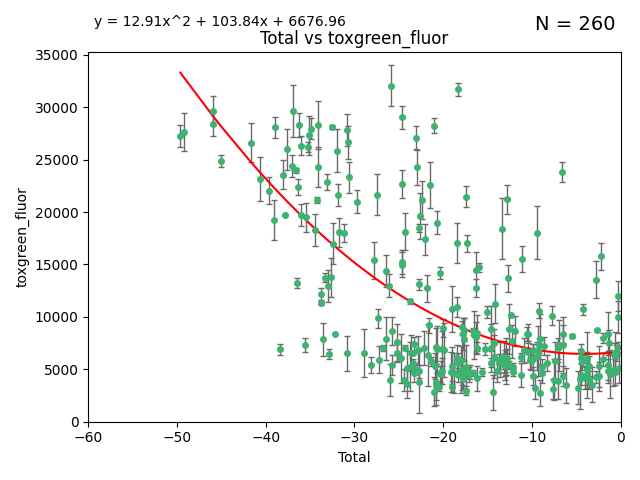 y = 12.91x^2 + 103.84x + 6676.96
N = 260
Total vs toxgreen_fluor
35000
30000
25000
20000
15000
10000
5000
0
toxgreen_fluor
−60 −50 −40 −30 −20 −10 0
Total